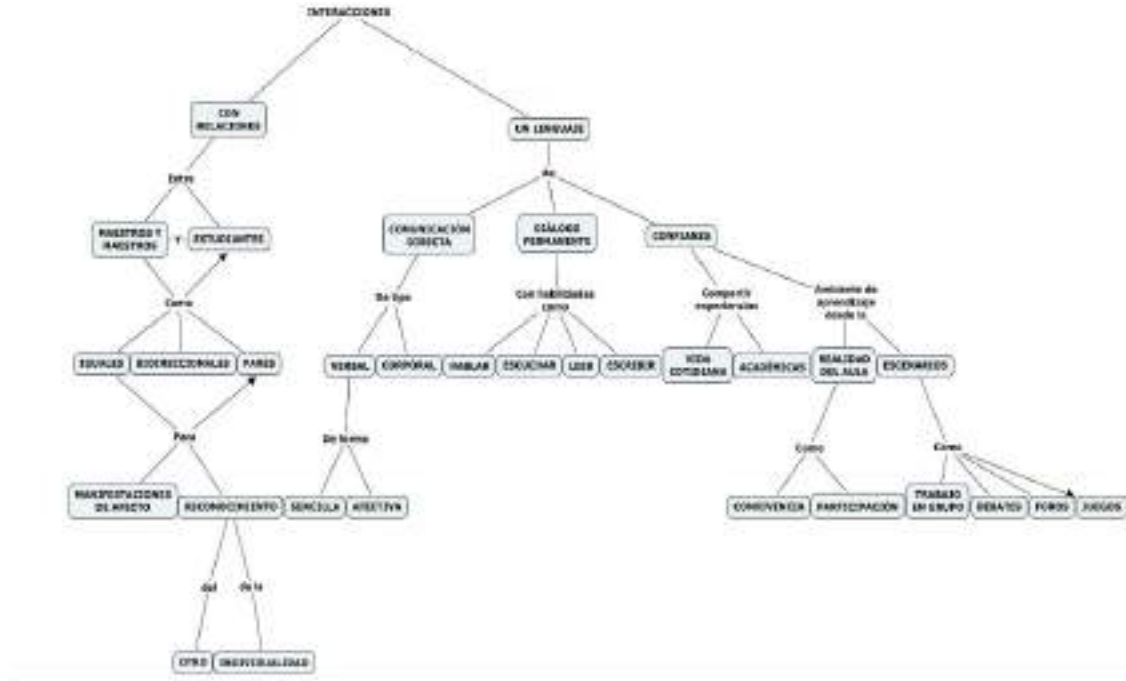 INTERACCIONES
CON
RELACIONES
UN LENGUAJE
Entre
de
MAESTROS Y
MAESTROS
Y
ESTUDIANTES
COMUNICACIÓN
DIRECTA
DIÁLOGO
PERMANENTE
CONFIANZA
Como
De tipo
Con habilidades
como
Compartir
experiencias
Ambiente de
aprendizaje
desde la
IGUALES
BIDIRECCIONALES
PARES
VERBAL
CORPORAL
HABLAR
ESCUCHAR
LEER
ESCRIBIR
VIDA
COTIDIANA
ACADÉMICAS
REALIDAD
DEL AULA
ESCENARIOS
Para
De forma
Como
Como
MANIFESTACIONES
DE AFECTO
RECONOCIMIENTO
SENCILLA
AFECTIVA
CONVIVENCIA
PARTICIPACIÓN
TRABAJO
EN GRUPO
DEBATES
FOROS
JUEGOS
del
de la
OTRO
INDIVIDUALIDAD